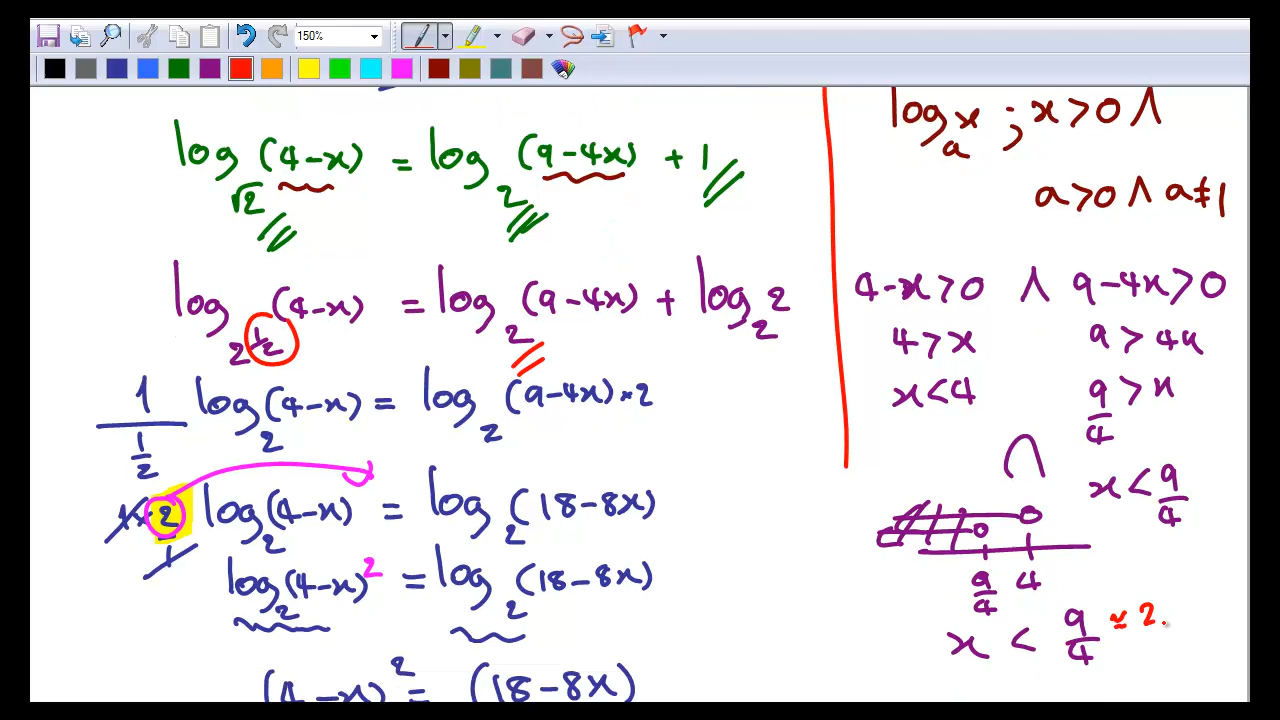 150%
log_√2 (4-x) = log_2 (9-4x) + 1
log_2^(1/2) (4-x) = log_2 (9-4x) + log_2 2
1/(1/2) log_2 (4-x) = log_2 (9-4x)×2
1×2/1 log_2 (4-x) = log_2 (18-8x)
log_2 (4-x)² = log_2 (18-8x)
(4-x)² = (18-8x)
log_a x ; x>0 ∧
a>0 ∧ a≠1
4-x>0 ∧ 9-4x>0
4>x 9>4x
x<4 9/4 >x
∩
x< 9/4
9/4 4
x < 9/4 ≃ 2.